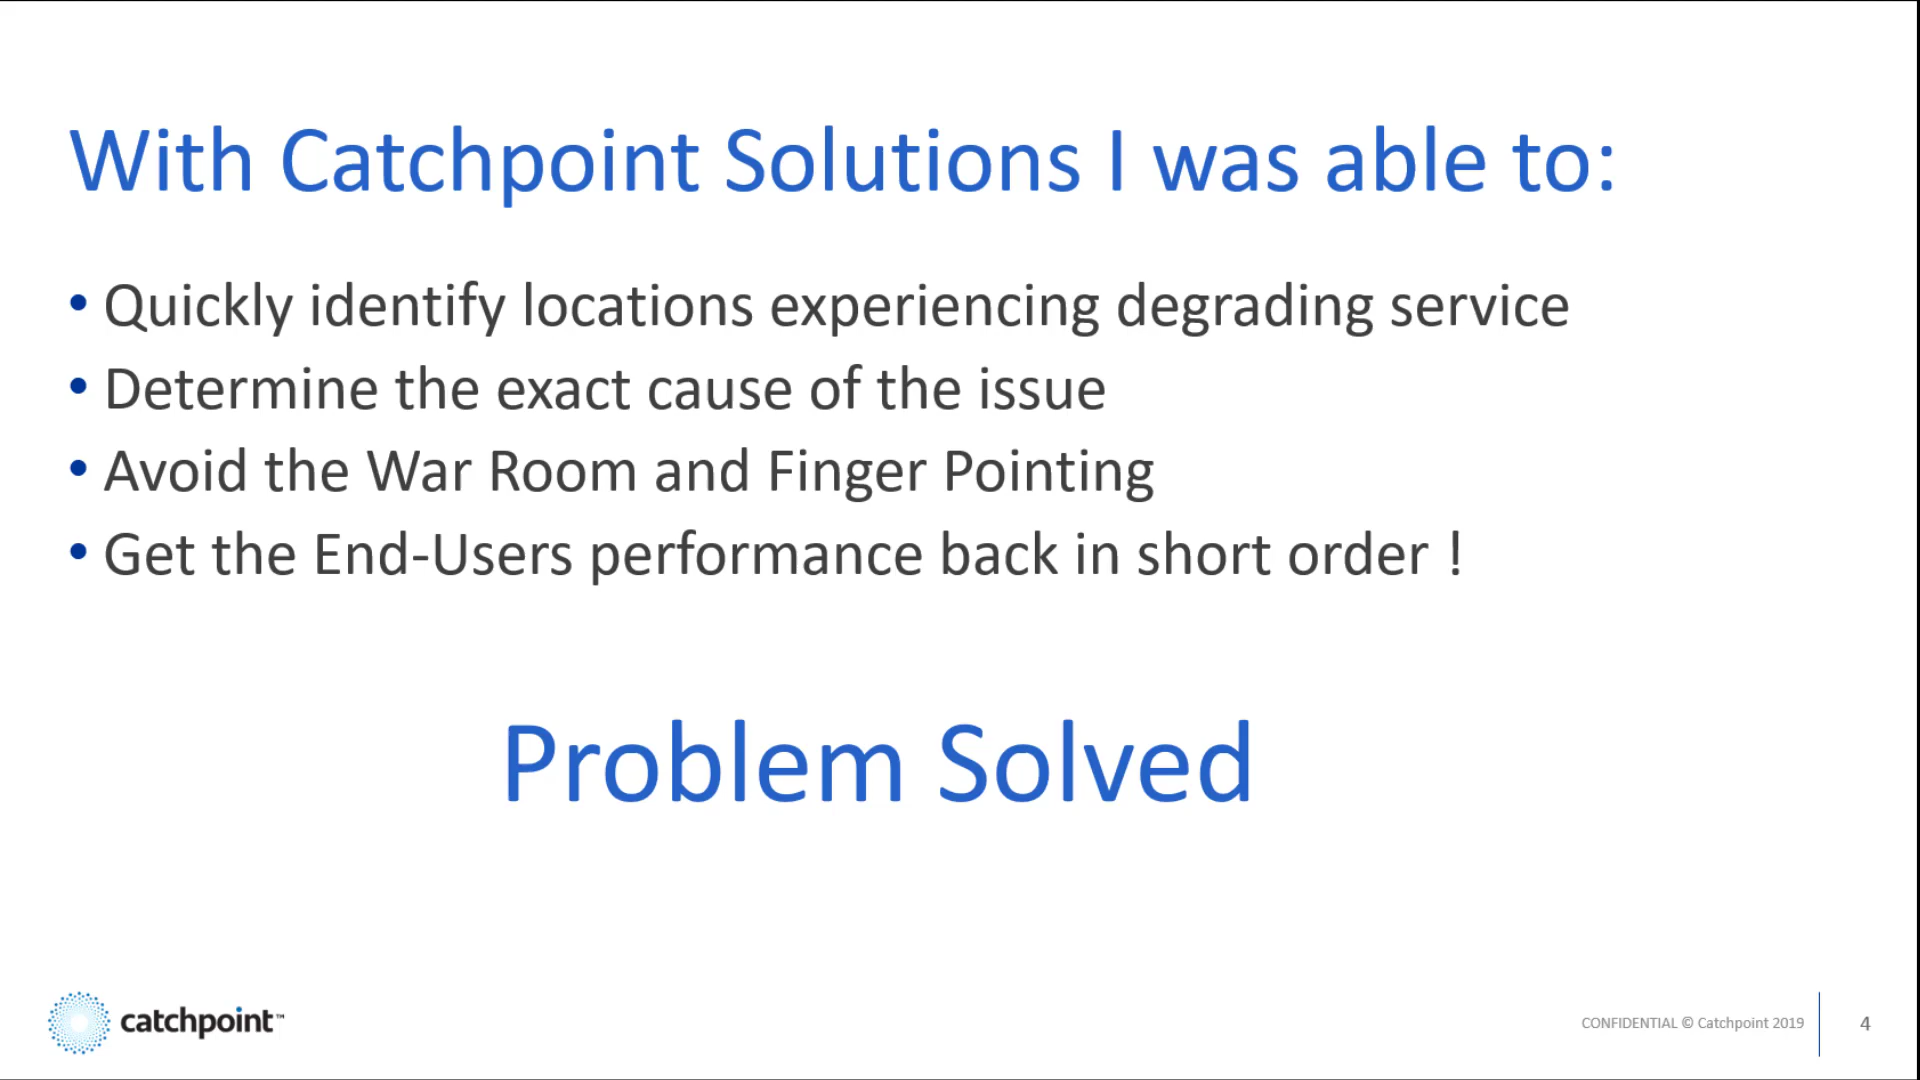 With Catchpoint Solutions I was able to:
• Quickly identify locations experiencing degrading service
• Determine the exact cause of the issue
• Avoid the War Room and Finger Pointing
• Get the End-Users performance back in short order !
Problem Solved
catchpoint™
CONFIDENTIAL © Catchpoint 2019
4